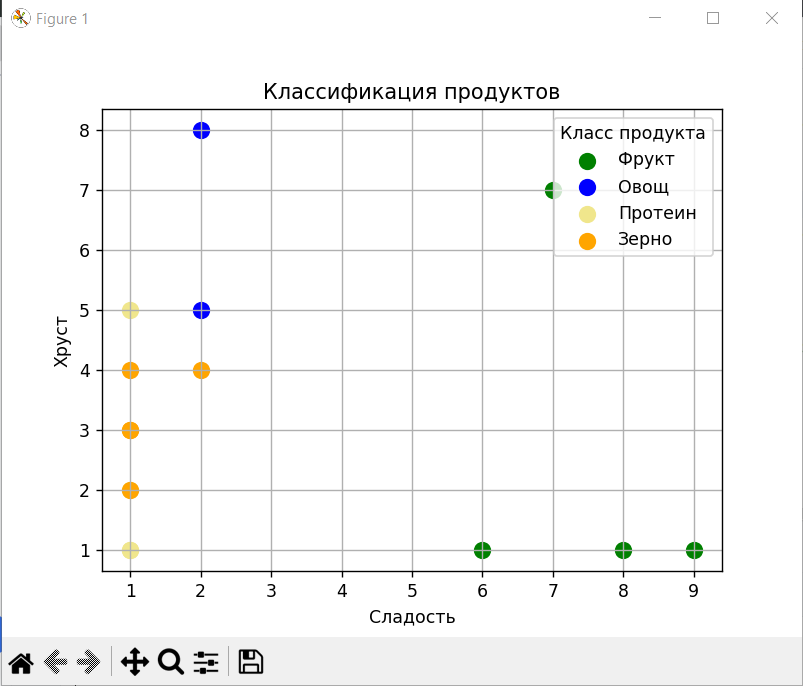 Figure 1
Классификация продуктов
Класс продукта
Фрукт
Овощ
Протеин
Зерно
Хруст
8
7
6
5
4
3
2
1
1 2 3 4 5 6 7 8 9
Сладость